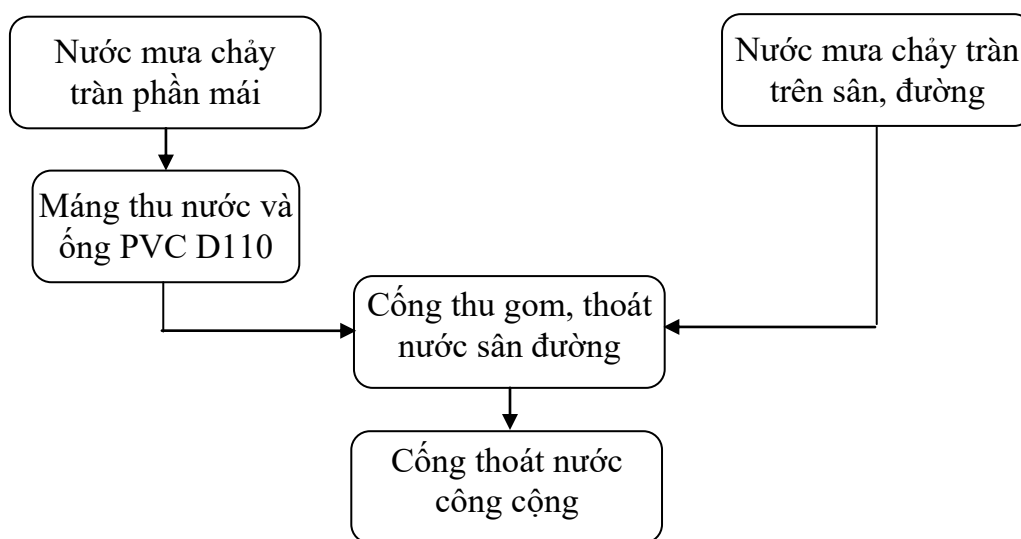 Nước mưa chảy
tràn phần mái
Nước mưa chảy tràn
trên sân, đường
Máng thu nước và
ống PVC D110
Cống thu gom, thoát
nước sân đường
Cống thoát nước
công cộng